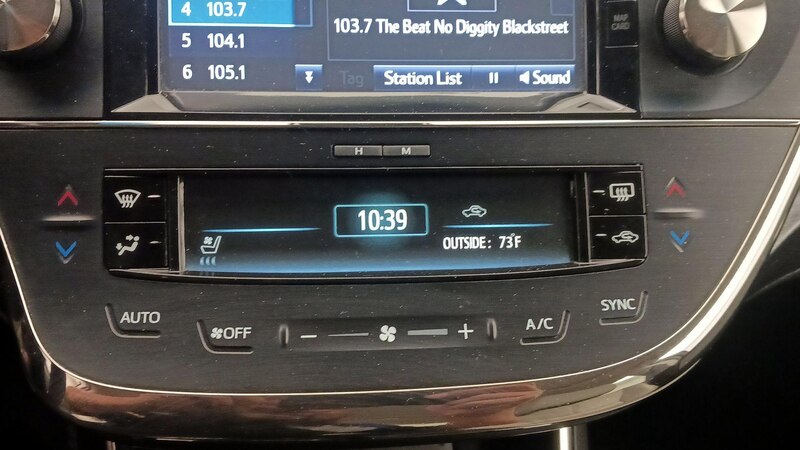 4 103.7
MAP
CARD
103.7 The Beat No Diggity Blackstreet
5 104.1
6 105.1
Tag Station List Sound
H M
10:39
OUTSIDE: 73°F
AUTO
OFF
- +
A/C
SYNC